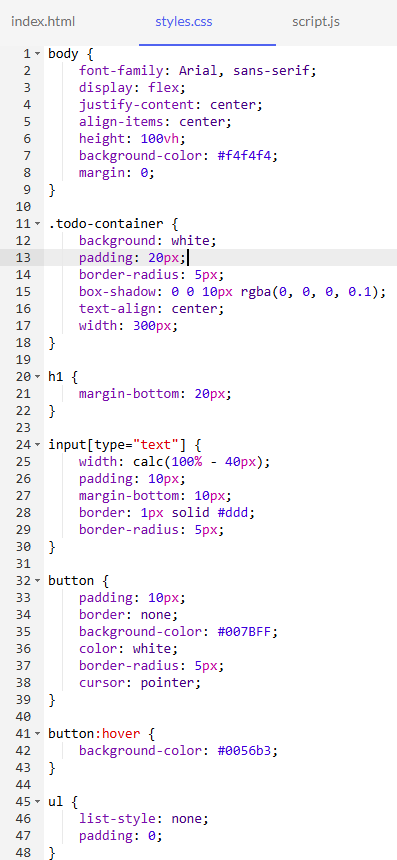 index.html styles.css script.js
1 body {
2     font-family: Arial, sans-serif;
3     display: flex;
4     justify-content: center;
5     align-items: center;
6     height: 100vh;
7     background-color: #f4f4f4;
8     margin: 0;
9 }
10
11 .todo-container {
12     background: white;
13     padding: 20px;
14     border-radius: 5px;
15     box-shadow: 0 0 10px rgba(0, 0, 0, 0.1);
16     text-align: center;
17     width: 300px;
18 }
19
20 h1 {
21     margin-bottom: 20px;
22 }
23
24 input[type="text"] {
25     width: calc(100% - 40px);
26     padding: 10px;
27     margin-bottom: 10px;
28     border: 1px solid #ddd;
29     border-radius: 5px;
30 }
31
32 button {
33     padding: 10px;
34     border: none;
35     background-color: #007BFF;
36     color: white;
37     border-radius: 5px;
38     cursor: pointer;
39 }
40
41 button:hover {
42     background-color: #0056b3;
43 }
44
45 ul {
46     list-style: none;
47     padding: 0;
48 }